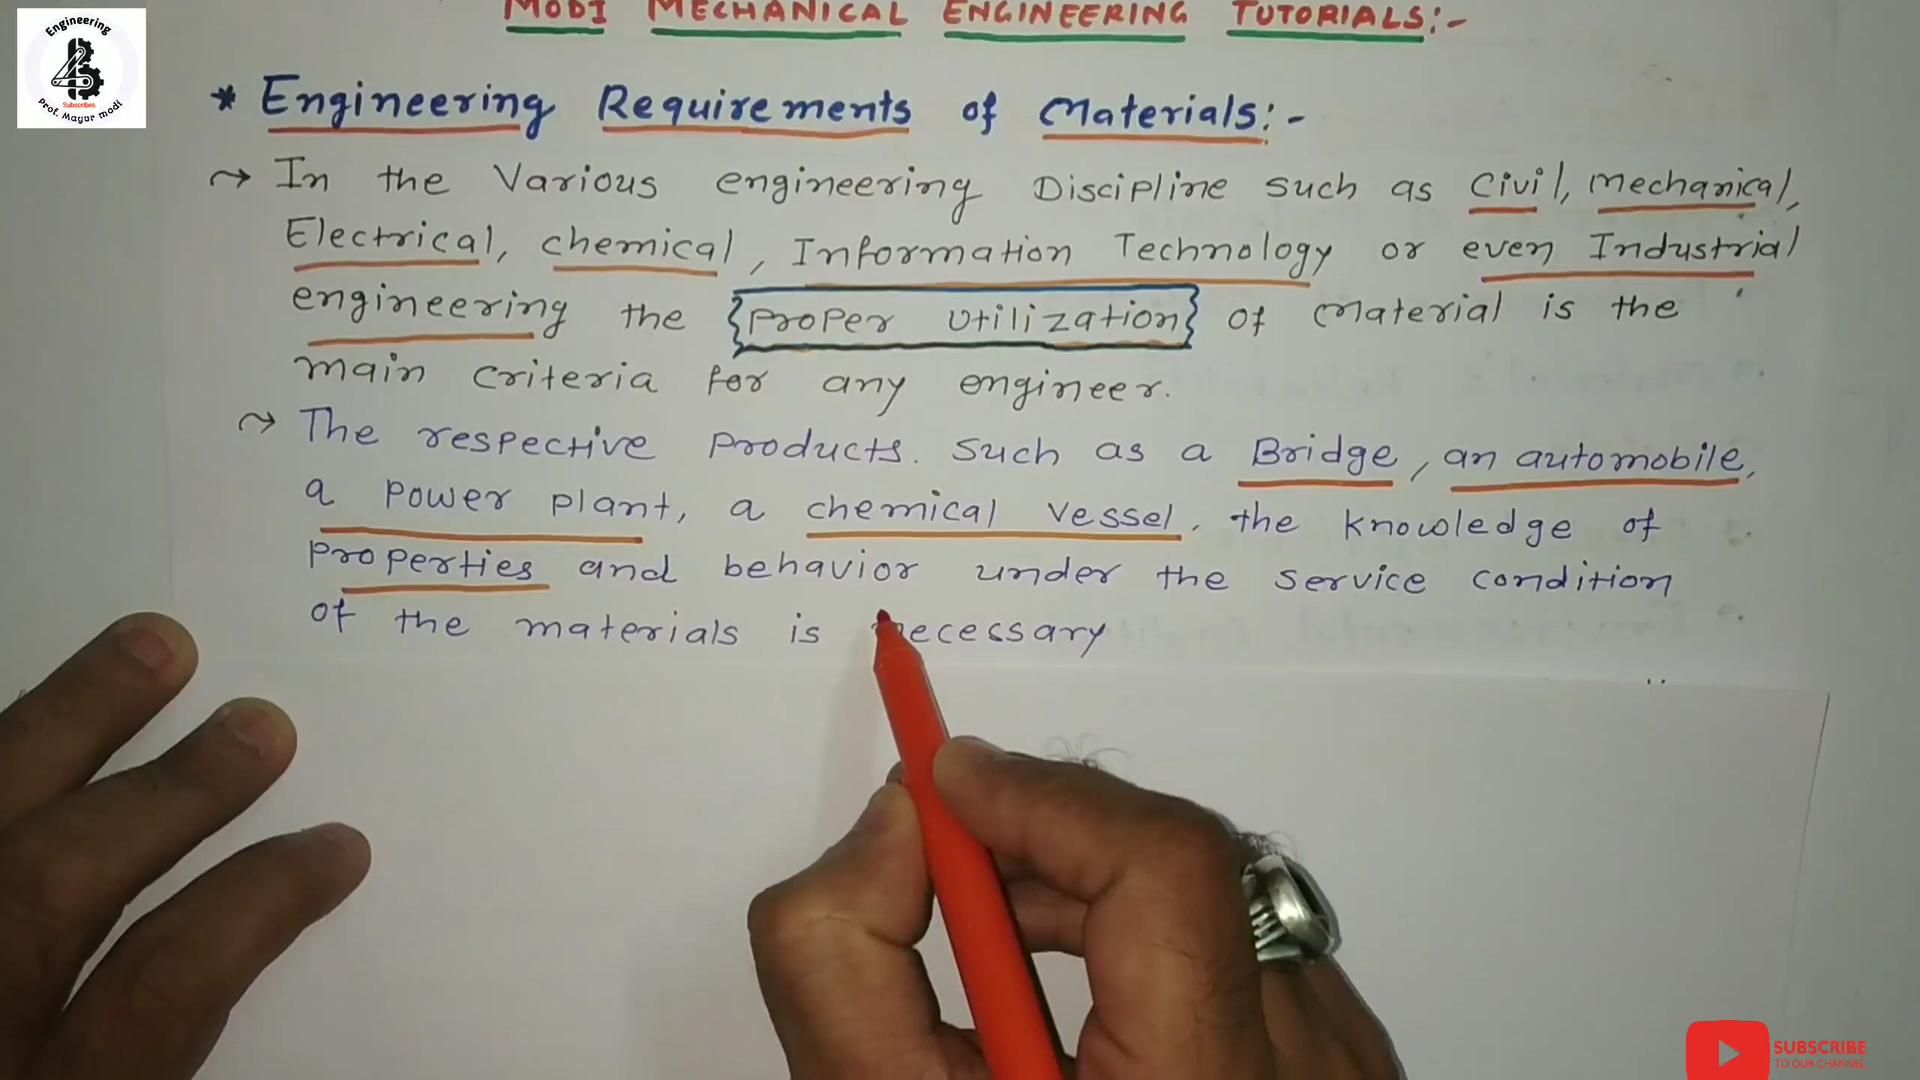 Engineering
Subscribes
Prof. Mayur modi
MODI MECHANICAL ENGINEERING TUTORIALS:-
* Engineering Requirements of Materials:-
→ In the Various engineering Discipline such as Civil, Mechanical,
Electrical, chemical, Information Technology or even Industrial
engineering the {Proper Utilization} of Material is the
main criteria for any engineer.
→ The respective Products. Such as a Bridge, an automobile,
a Power plant, a chemical vessel. the knowledge of
Properties and behavior under the service condition
of the materials is necessary
SUBSCRIBE
TO OUR CHANNEL